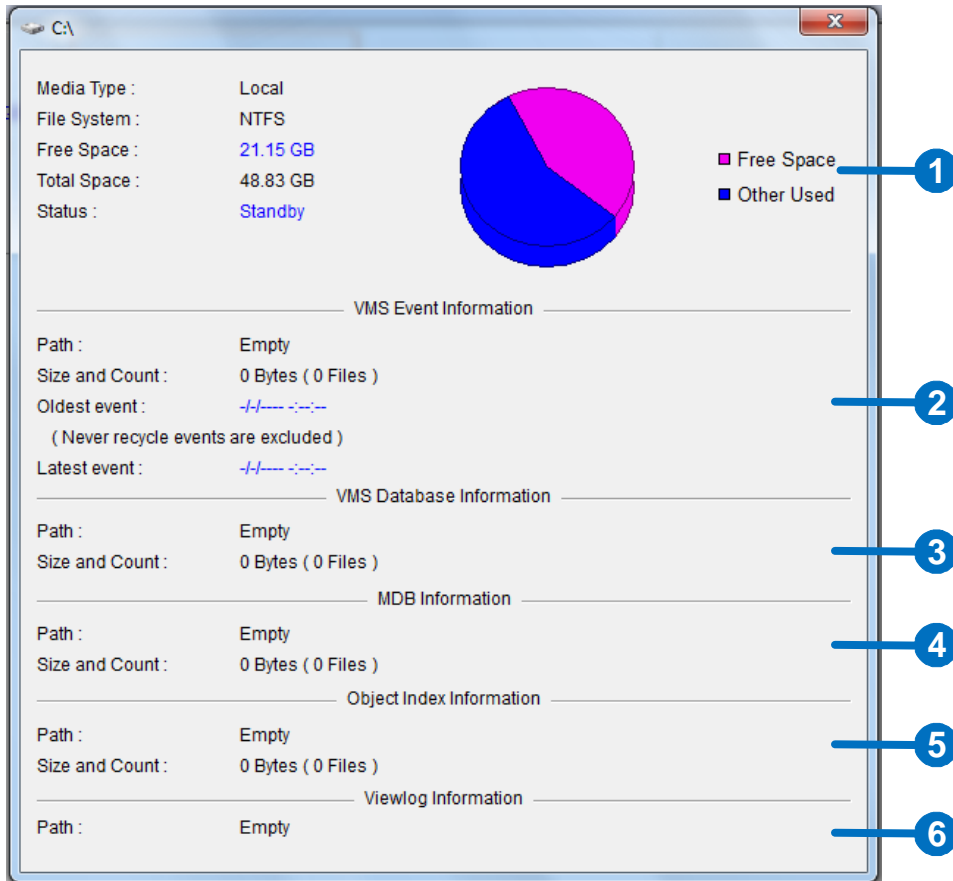 C:\
Media Type : Local
File System : NTFS
Free Space : 21.15 GB
Total Space : 48.83 GB
Status : Standby
Free Space
Other Used
1
VMS Event Information
Path : Empty
Size and Count : 0 Bytes ( 0 Files )
Oldest event : -/-/---- -:--:--
( Never recycle events are excluded )
Latest event : -/-/---- -:--:--
2
VMS Database Information
Path : Empty
Size and Count : 0 Bytes ( 0 Files )
3
MDB Information
Path : Empty
Size and Count : 0 Bytes ( 0 Files )
4
Object Index Information
Path : Empty
Size and Count : 0 Bytes ( 0 Files )
5
Viewlog Information
Path : Empty
6